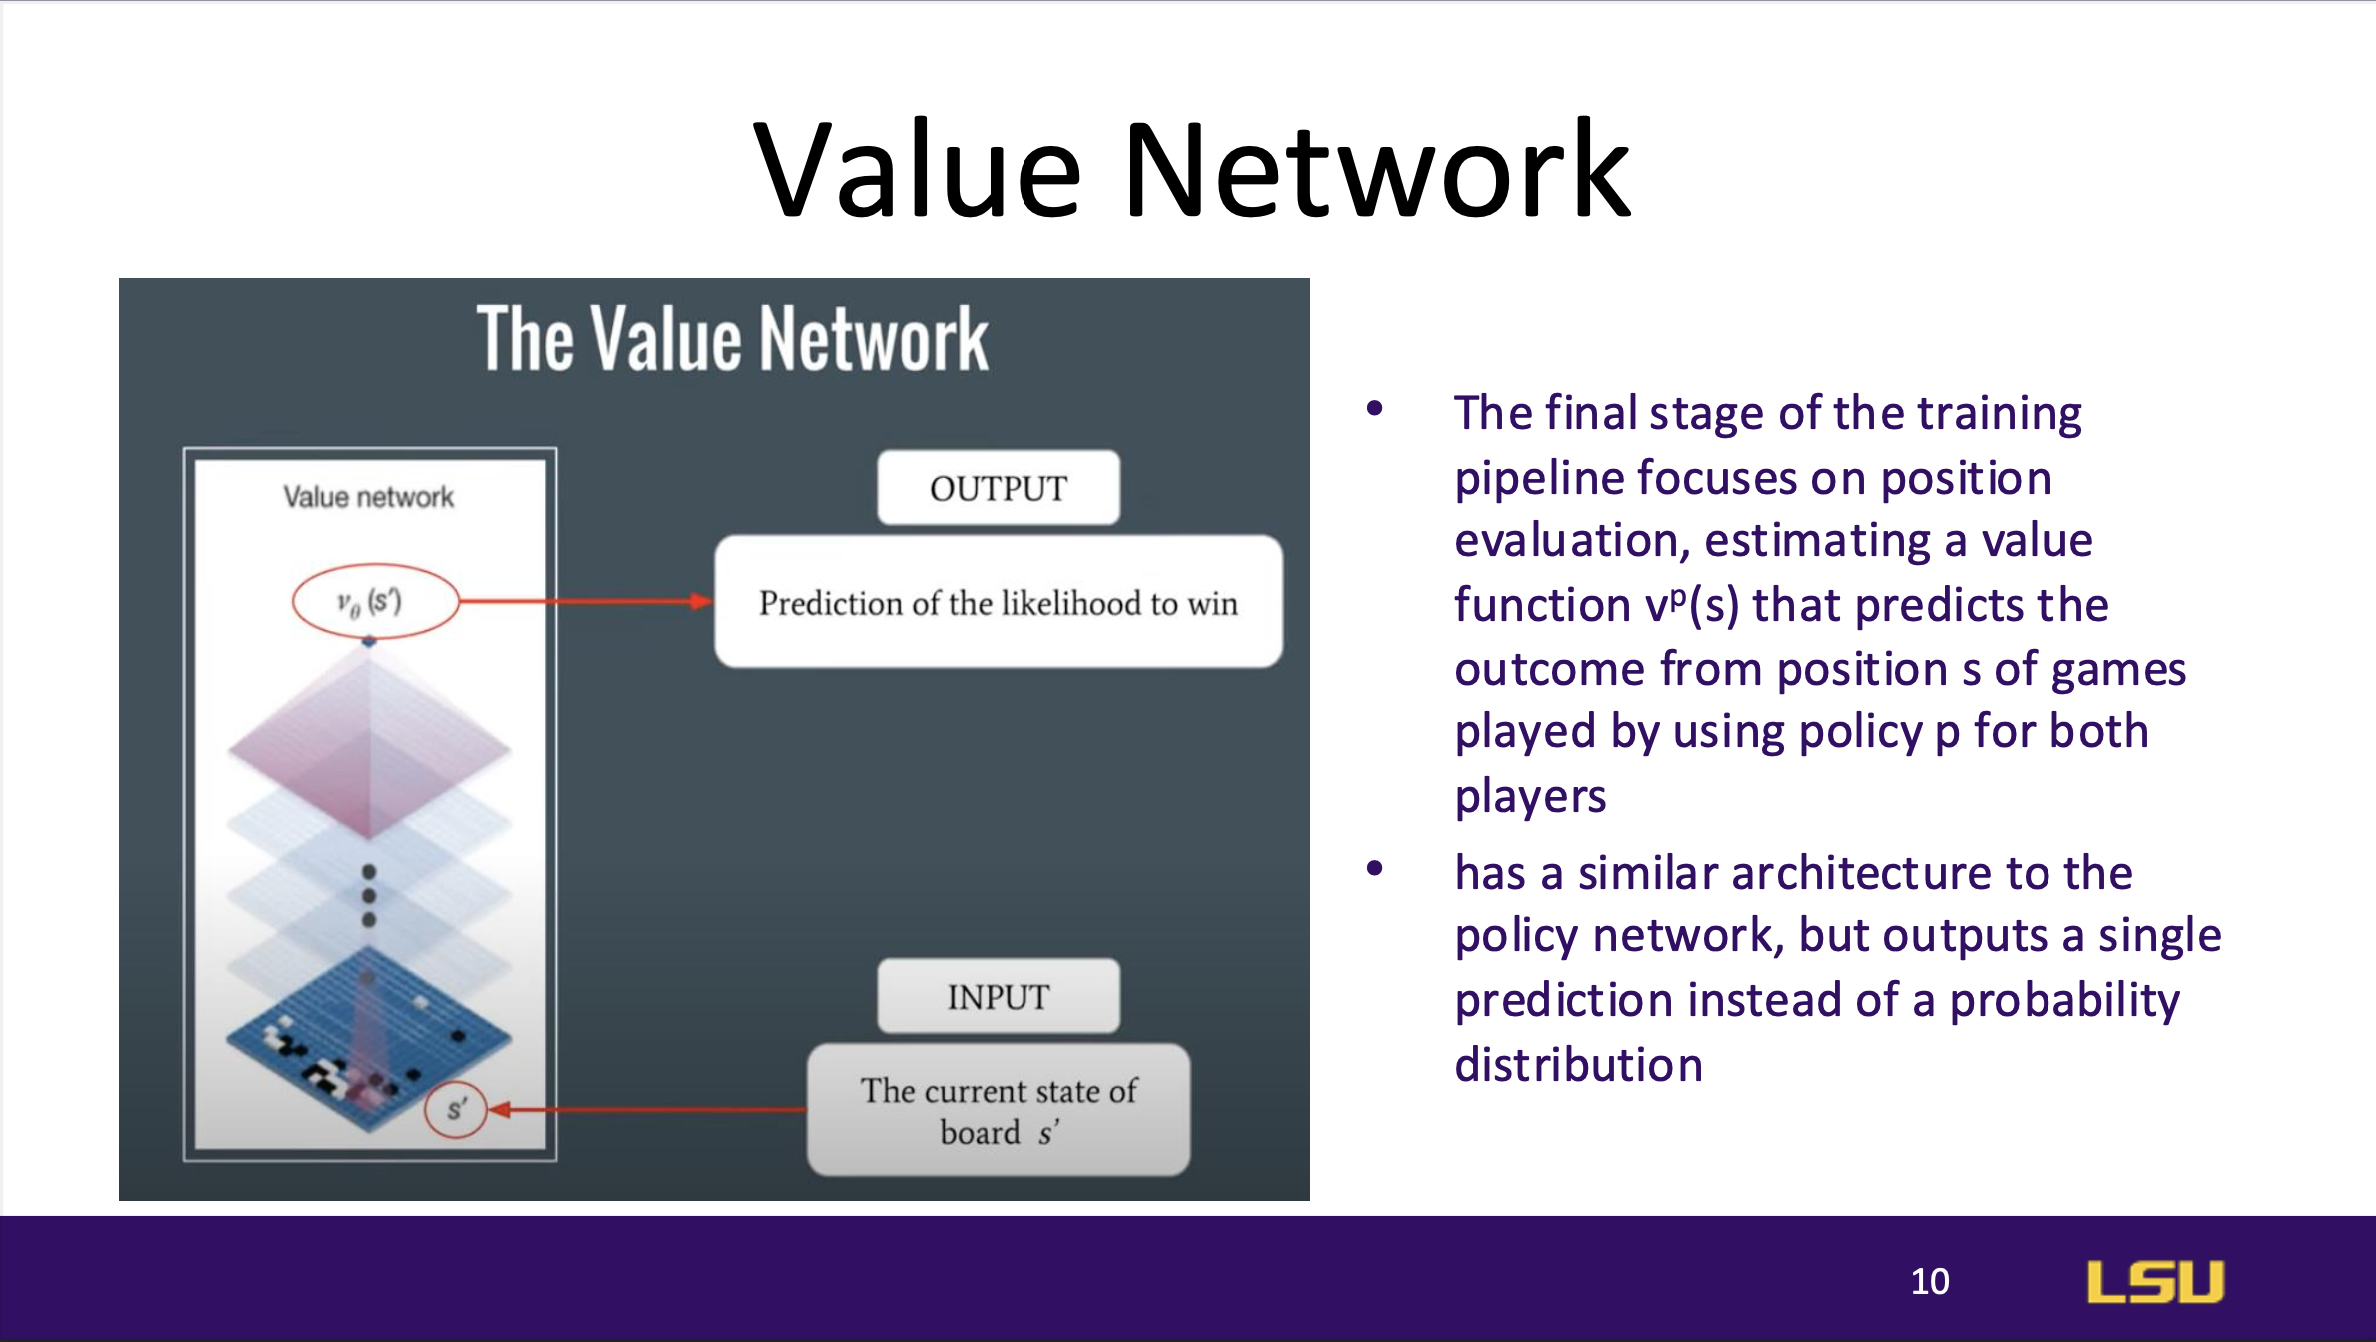 Value Network
The Value Network
Value network
νθ (s′)
OUTPUT
Prediction of the likelihood to win
INPUT
The current state of
board s′
s′
• The final stage of the training
pipeline focuses on position
evaluation, estimating a value
function vᵖ(s) that predicts the
outcome from position s of games
played by using policy p for both
players
• has a similar architecture to the
policy network, but outputs a single
prediction instead of a probability
distribution
10
LSU